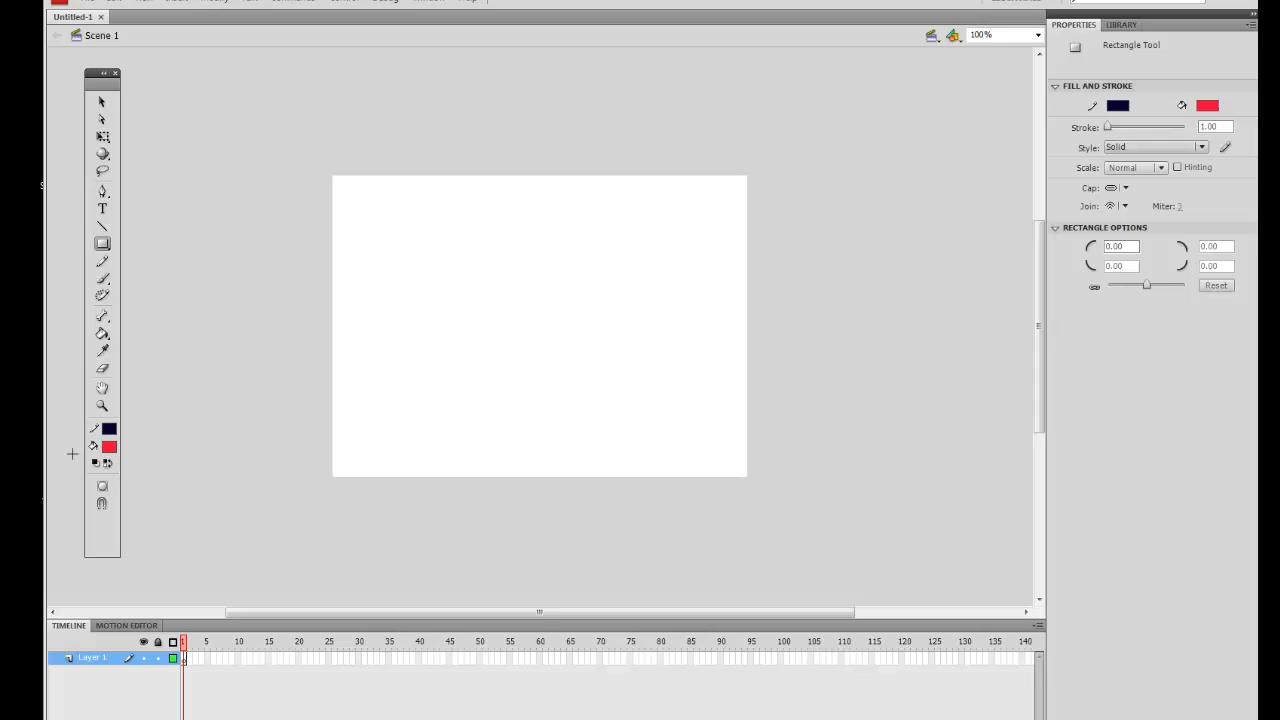 Untitled-1 ×
Scene 1
100%
PROPERTIES LIBRARY
Rectangle Tool
FILL AND STROKE
Stroke: 1.00
Style: Solid
Scale: Normal Hinting
Cap:
Join: Miter: 3
RECTANGLE OPTIONS
0.00 0.00
0.00 0.00
Reset
T
TIMELINE MOTION EDITOR
1 5 10 15 20 25 30 35 40 45 50 55 60 65 70 75 80 85 90 95 100 105 110 115 120 125 130 135 140
Layer 1